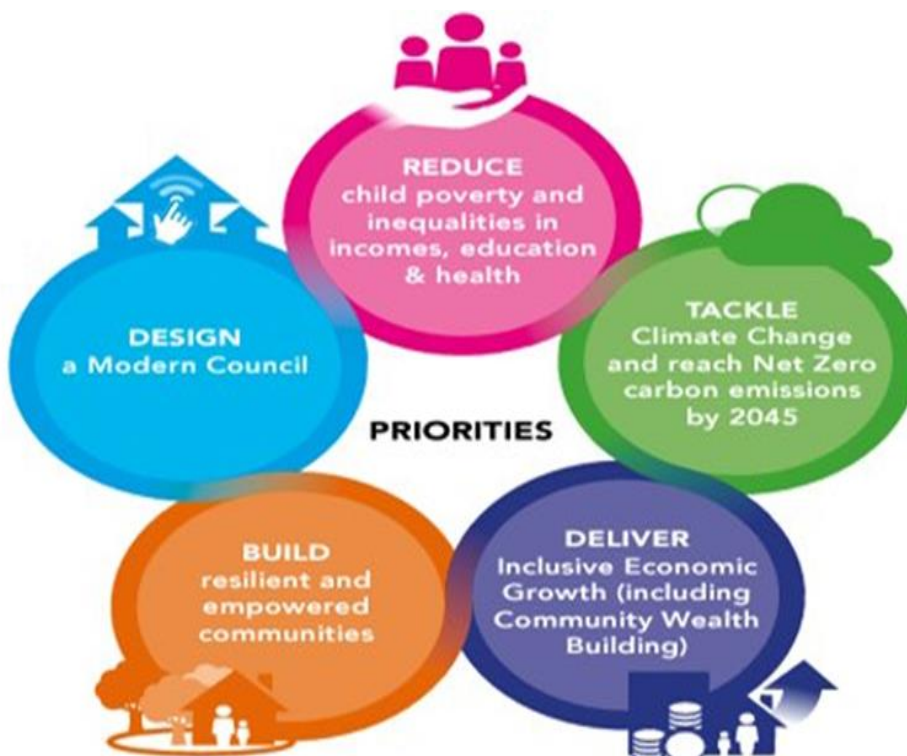 REDUCE
child poverty and
inequalities in
incomes, education
& health
TACKLE
Climate Change
and reach Net Zero
carbon emissions
by 2045
DELIVER
Inclusive Economic
Growth (including
Community Wealth
Building)
BUILD
resilient and
empowered
communities
DESIGN
a Modern Council
PRIORITIES